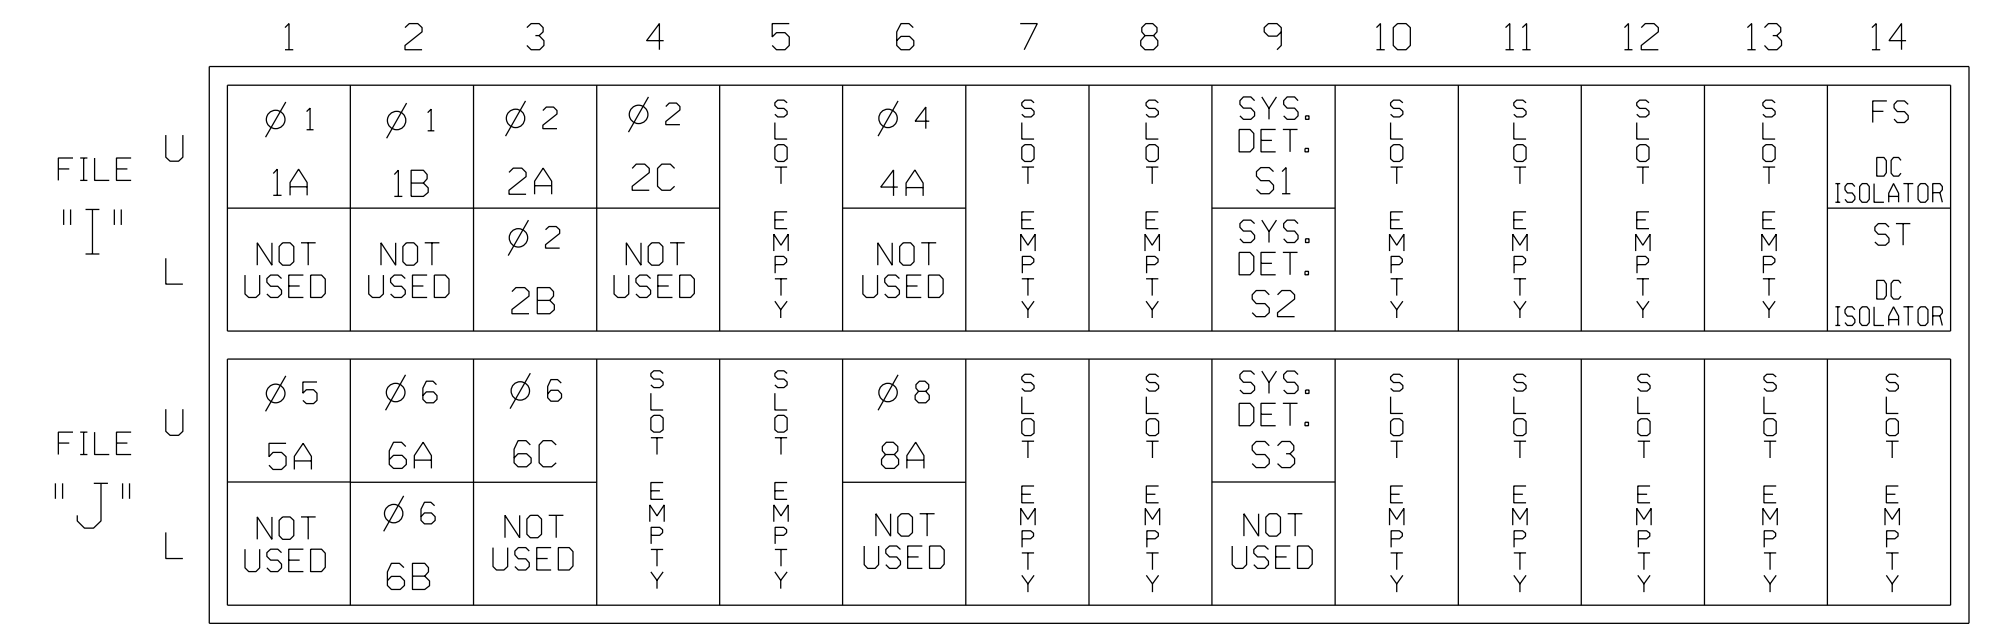 1 2 3 4 5 6 7 8 9 10 11 12 13 14
FILE "I"
U
Ø 1 1A
Ø 1 1B
Ø 2 2A
Ø 2 2C
SLOT EMPTY
Ø 4 4A
SLOT EMPTY
SLOT EMPTY
SYS. DET. S1
SLOT EMPTY
SLOT EMPTY
SLOT EMPTY
SLOT EMPTY
FS DC ISOLATOR
L
NOT USED
NOT USED
Ø 2 2B
NOT USED
NOT USED
SYS. DET. S2
ST DC ISOLATOR
FILE "J"
U
Ø 5 5A
Ø 6 6A
Ø 6 6C
SLOT EMPTY
SLOT EMPTY
Ø 8 8A
SLOT EMPTY
SLOT EMPTY
SYS. DET. S3
SLOT EMPTY
SLOT EMPTY
SLOT EMPTY
SLOT EMPTY
SLOT EMPTY
L
NOT USED
Ø 6 6B
NOT USED
NOT USED
NOT USED